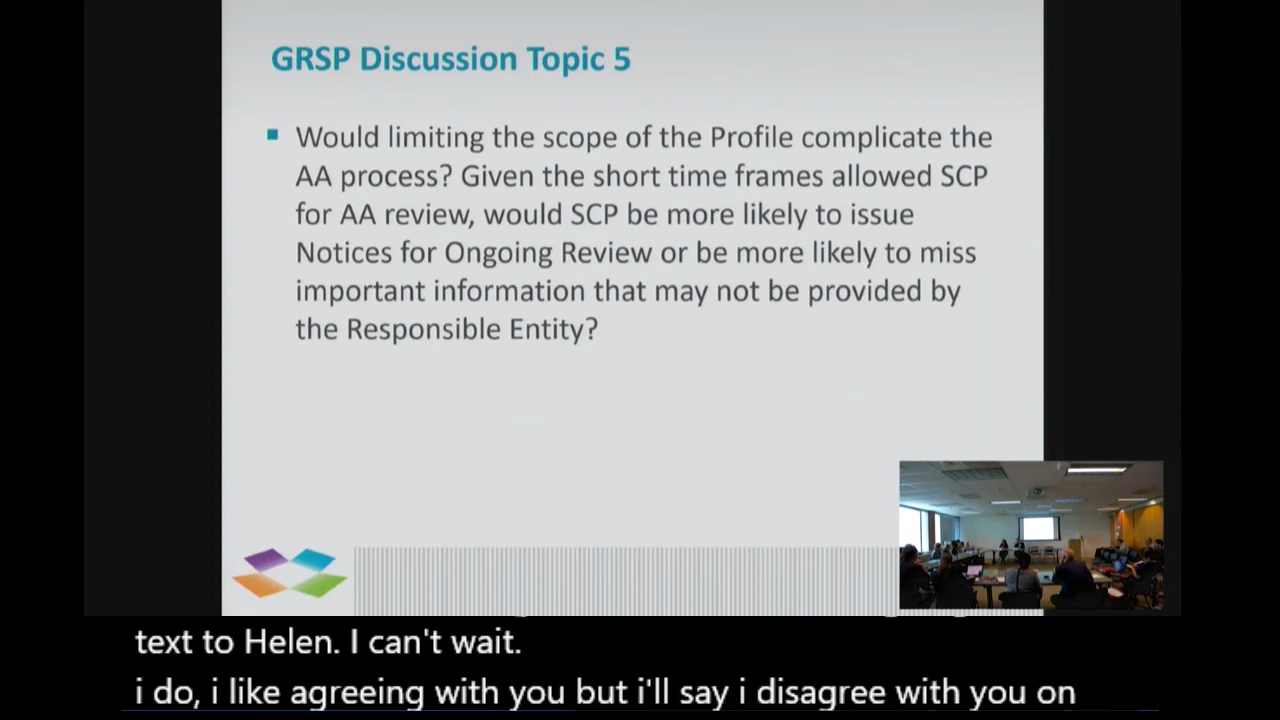 GRSP Discussion Topic 5
Would limiting the scope of the Profile complicate the
AA process? Given the short time frames allowed SCP
for AA review, would SCP be more likely to issue
Notices for Ongoing Review or be more likely to miss
important information that may not be provided by
the Responsible Entity?
text to Helen. I can't wait.
i do, i like agreeing with you but i'll say i disagree with you on